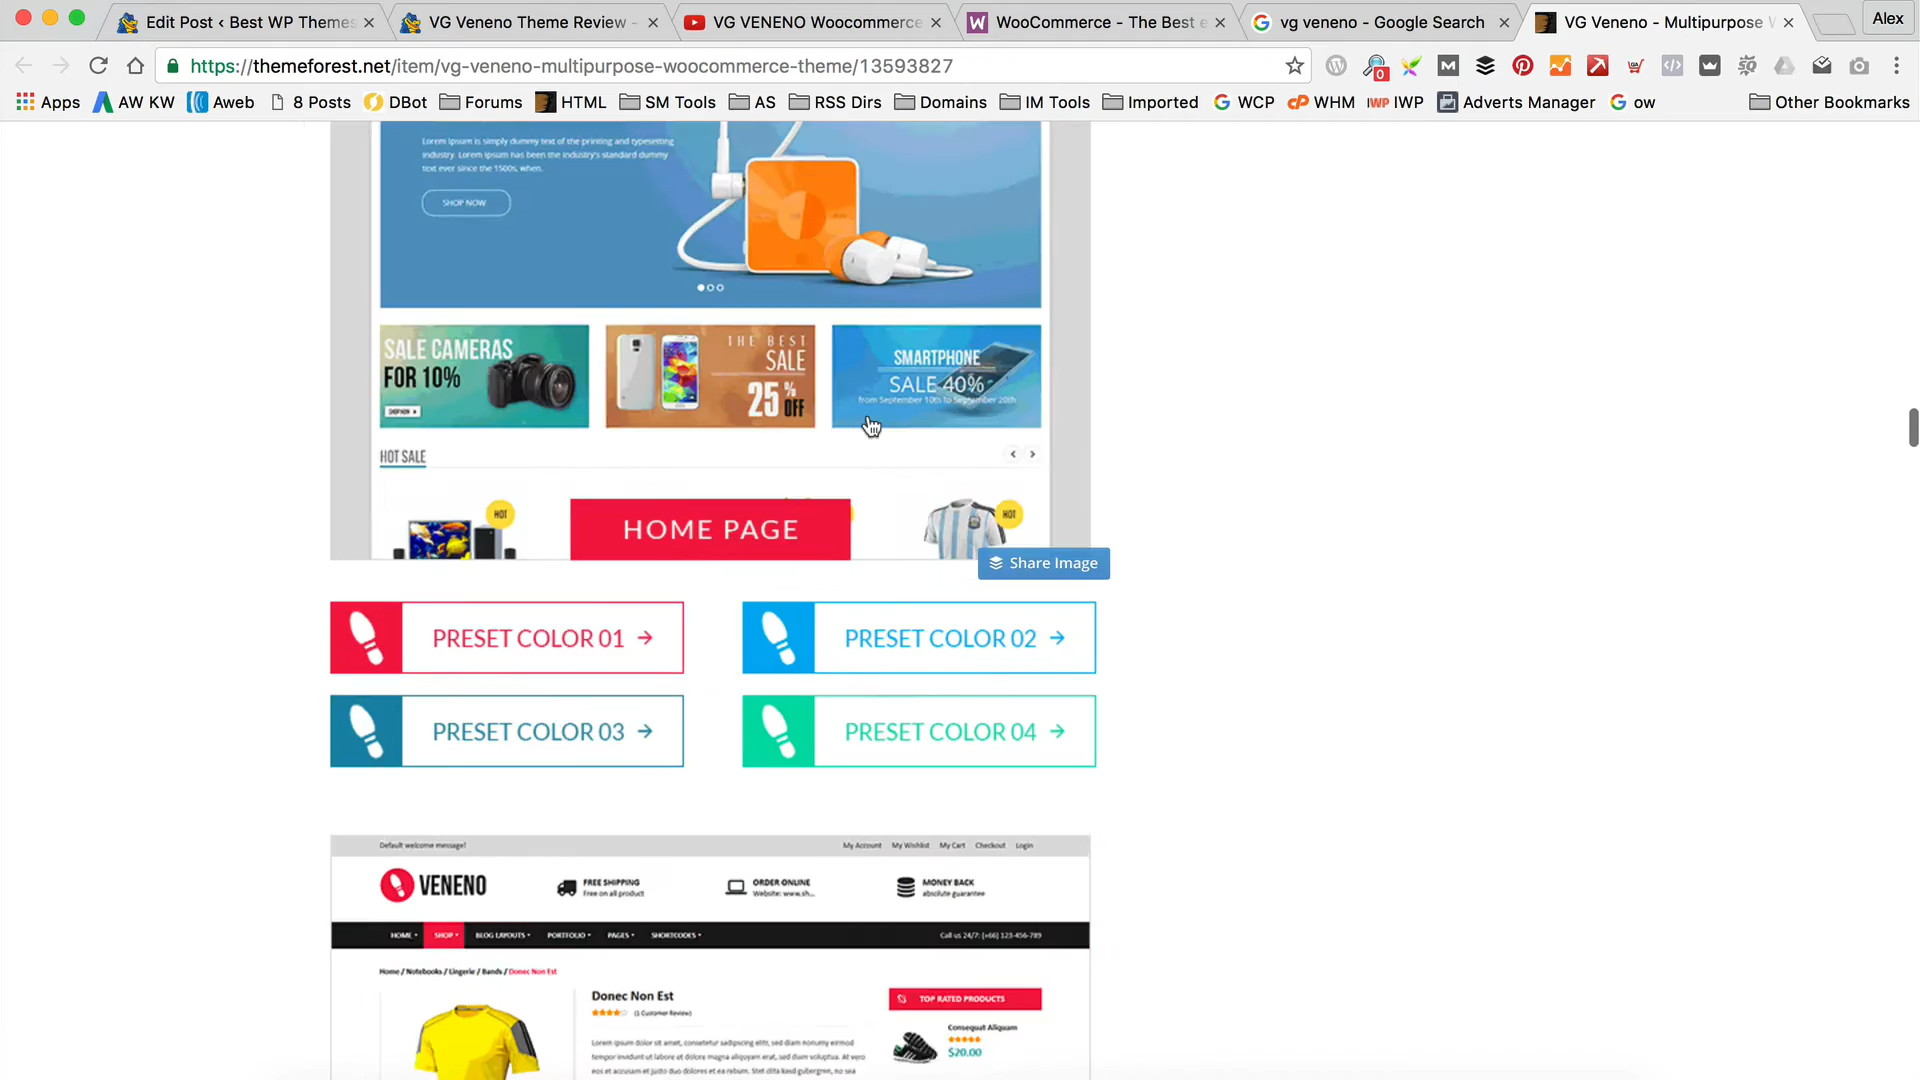 Edit Post ‹ Best WP Themes
VG Veneno Theme Review -
VG VENENO Woocommerce
WooCommerce - The Best e
vg veneno - Google Search
VG Veneno - Multipurpose W
Alex
https://themeforest.net/item/vg-veneno-multipurpose-woocommerce-theme/13593827
0
Apps
AW KW
Aweb
8 Posts
DBot
Forums
HTML
SM Tools
AS
RSS Dirs
Domains
IM Tools
Imported
WCP
WHM
IWP IWP
Adverts Manager
ow
Other Bookmarks
Lorem Ipsum is simply dummy text of the printing and typesetting
industry. Lorem Ipsum has been the industry's standard dummy
text ever since the 1500s, when.
SHOP NOW
SALE CAMERAS
FOR 10%
SHOP NOW
THE BEST
SALE
25% OFF
SMARTPHONE
SALE 40%
from September 10th to September 20th
HOT SALE
HOT
HOME PAGE
HOT
Share Image
PRESET COLOR 01
PRESET COLOR 02
PRESET COLOR 03
PRESET COLOR 04
Default welcome message!
My Account
My Wishlist
My Cart
Checkout
Login
VENENO
FREE SHIPPING
Free on all product
ORDER ONLINE
Website: www.sh...
MONEY BACK
absolute guarantee
HOME
SHOP
BLOG LAYOUTS
PORTFOLIO
PAGES
SHORTCODES
Call us 24/7: (+66) 123-456-789
Home / Notebooks / Lingerie / Bands / Donec Non Est
Donec Non Est
(1 Customer Review)
TOP RATED PRODUCTS
Consequat Aliquam
$20.00
Lorem ipsum dolor sit amet, consetetur sadipscing elitr, sed diam nonumy eirmod
tempor invidunt ut labore et dolore magna aliquyam erat, sed diam voluptua. At vero
eos et accusam et justo duo dolores et ea rebum. Stet clita kasd gubergren, no sea